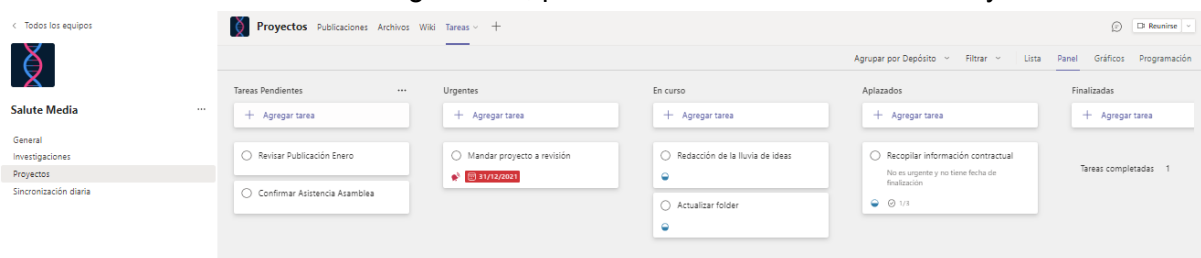 Todos los equipos
Salute Media
General
Investigaciones
Proyectos
Sincronización diaria
Proyectos Publicaciones Archivos Wiki Tareas
Reunirse
Agrupar por Depósito Filtrar Lista Panel Gráficos Programación
Tareas Pendientes
Agregar tarea
Revisar Publicación Enero
Confirmar Asistencia Asamblea
Urgentes
Agregar tarea
Mandar proyecto a revisión
31/12/2021
En curso
Agregar tarea
Redacción de la lluvia de ideas
Actualizar folder
Aplazados
Agregar tarea
Recopilar información contractual
No es urgente y no tiene fecha de
finalización
Finalizadas
Agregar tarea
Tareas completadas 1